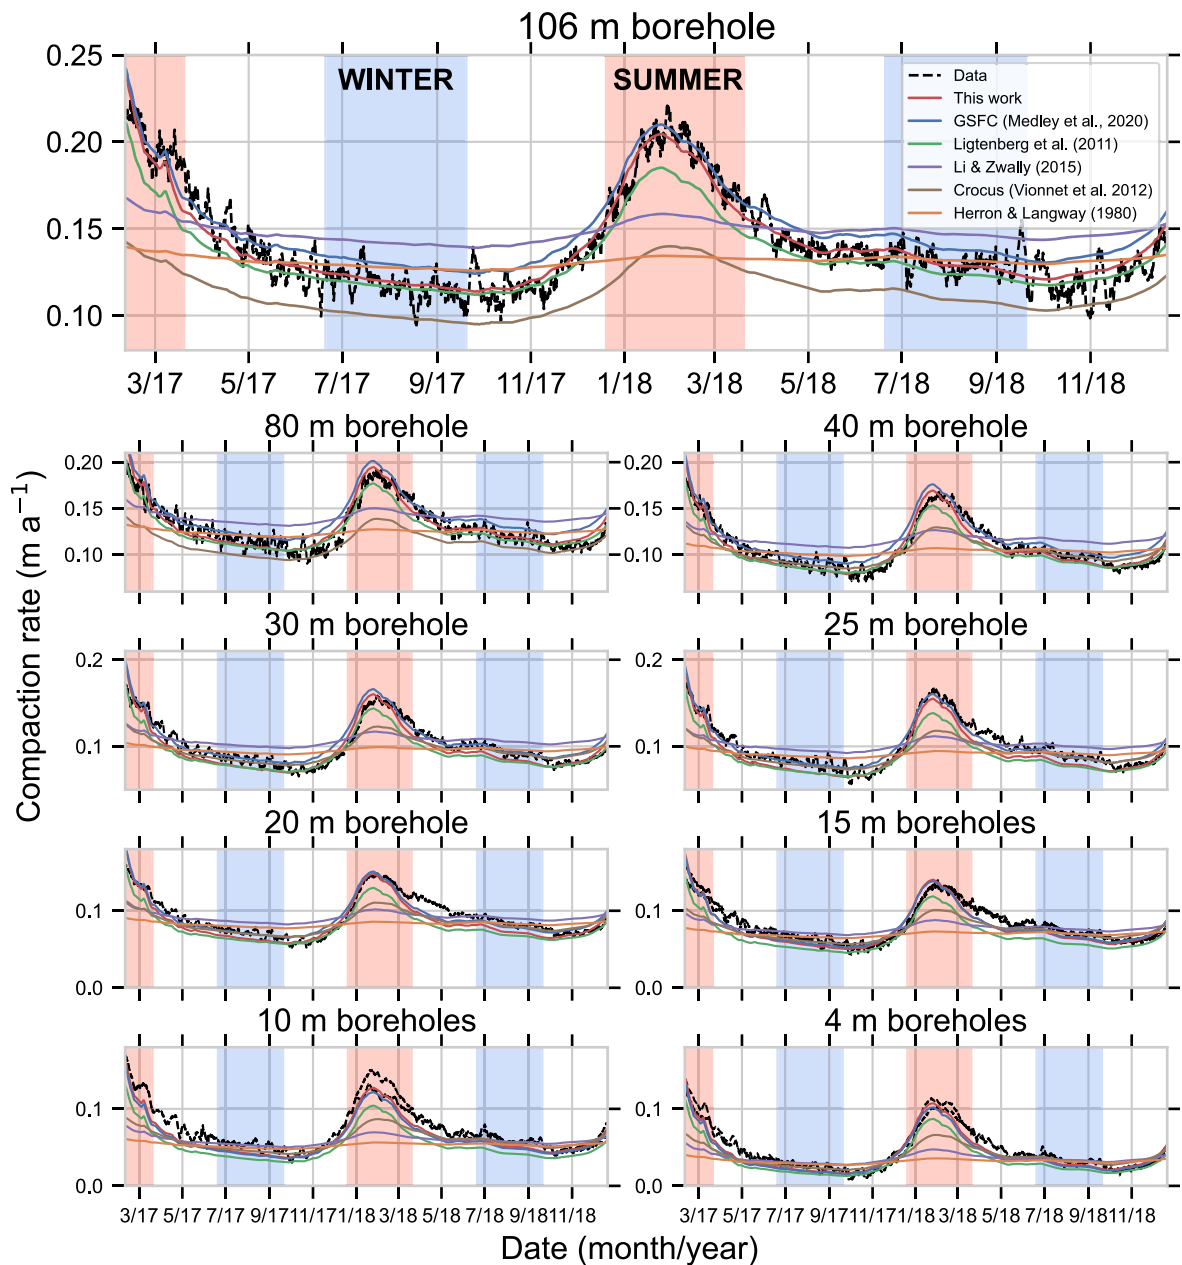 106 m borehole
0.25
0.20
0.15
0.10
WINTER
SUMMER
Data
This work
GSFC (Medley et al., 2020)
Ligtenberg et al. (2011)
Li & Zwally (2015)
Crocus (Vionnet et al. 2012)
Herron & Langway (1980)
3/17 5/17 7/17 9/17 11/17 1/18 3/18 5/18 7/18 9/18 11/18
Compaction rate (m a⁻¹)
80 m borehole
0.20
0.15
0.10
40 m borehole
0.20
0.15
0.10
30 m borehole
0.2
0.1
25 m borehole
0.2
0.1
20 m borehole
0.1
0.0
15 m boreholes
0.1
0.0
10 m boreholes
0.1
0.0
3/17 5/17 7/17 9/17 11/17 1/18 3/18 5/18 7/18 9/18 11/18
4 m boreholes
0.1
0.0
3/17 5/17 7/17 9/17 11/17 1/18 3/18 5/18 7/18 9/18 11/18
Date (month/year)